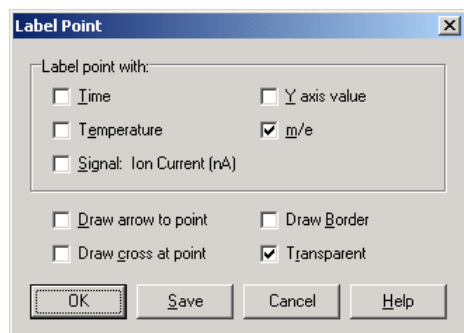 Label Point
Label point with:
Time
Y axis value
Temperature
m/e
Signal: Ion Current (nA)
Draw arrow to point
Draw Border
Draw cross at point
Transparent
OK
Save
Cancel
Help